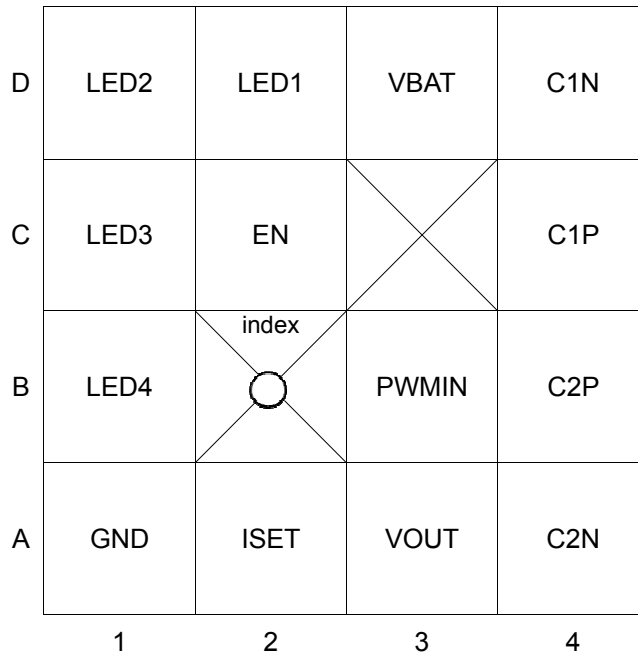 D LED2 LED1 VBAT C1N
C LED3 EN C1P
index
B LED4 PWMIN C2P
A GND ISET VOUT C2N
1 2 3 4